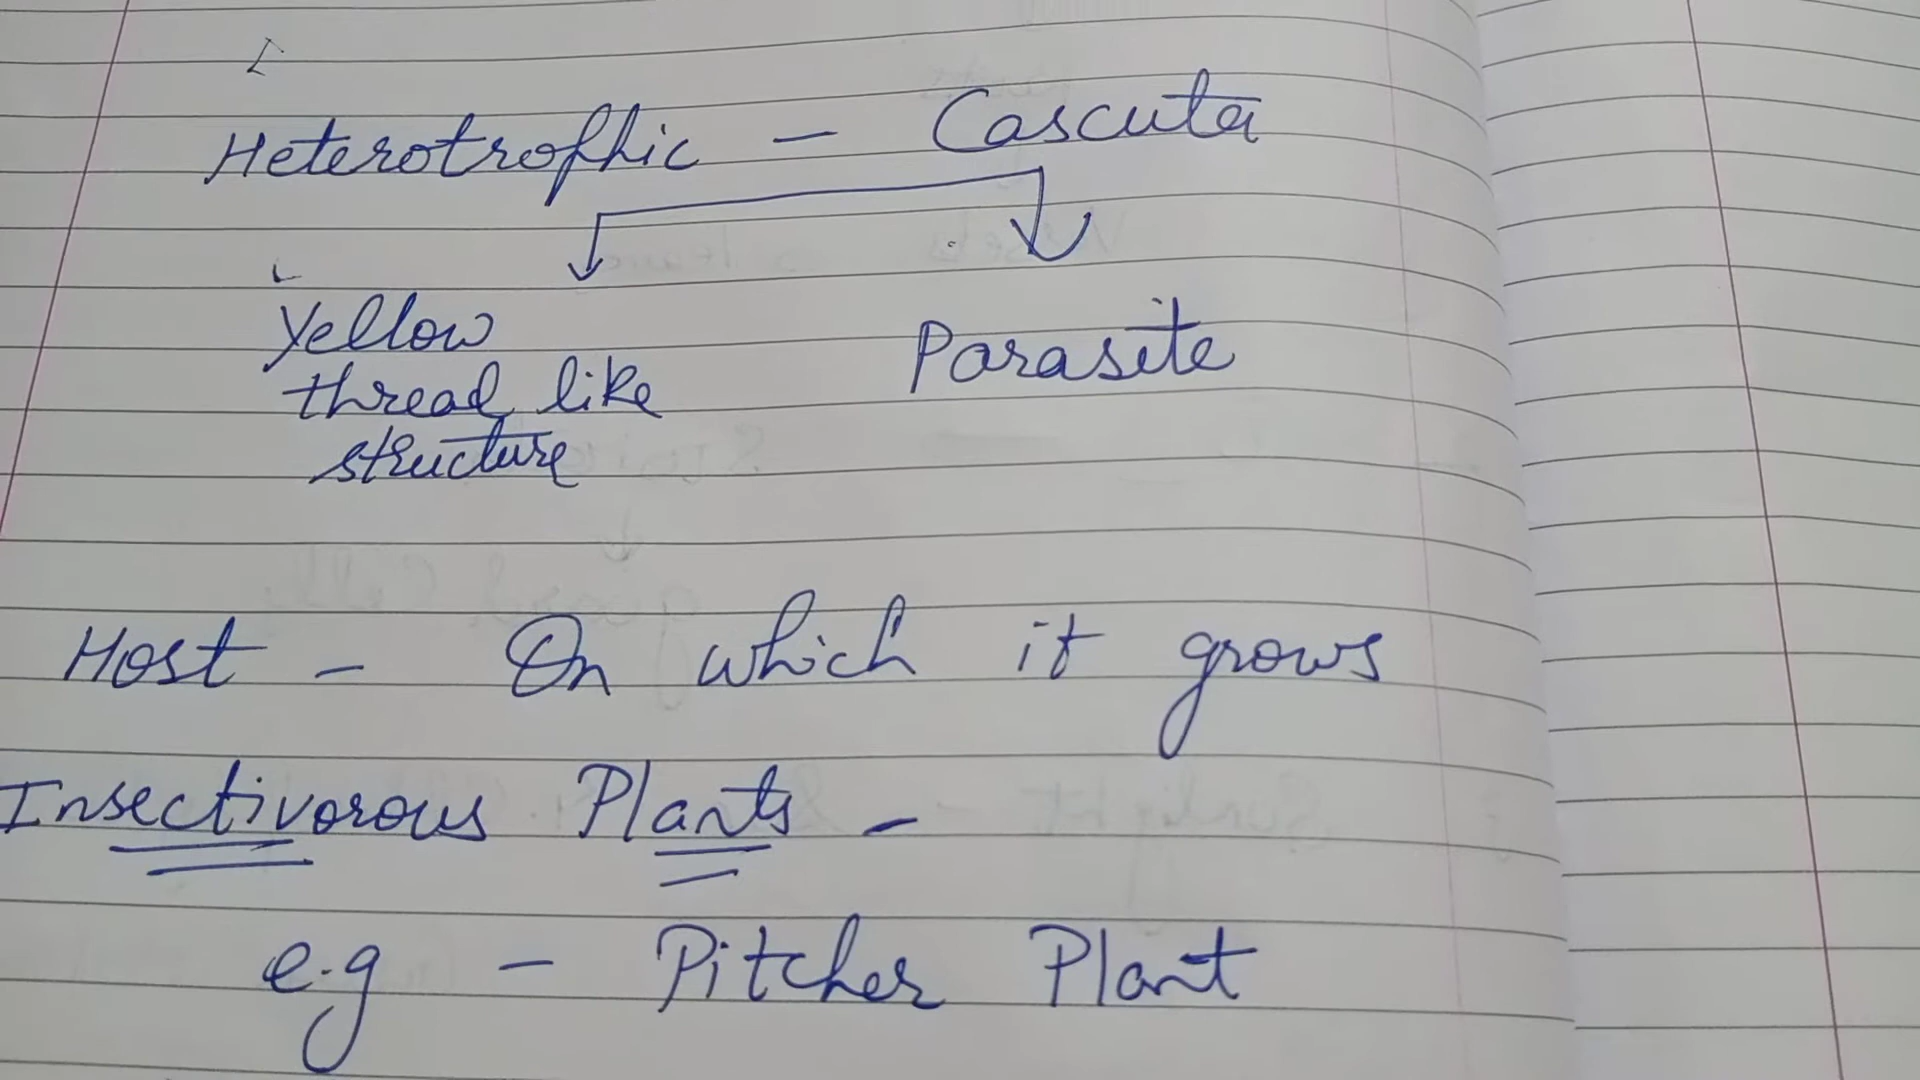 Heterotrophic - Cascuta
Yellow Parasite
thread like
structure
Host - On which it grows
Insectivorous Plants -
e.g - Pitcher Plant